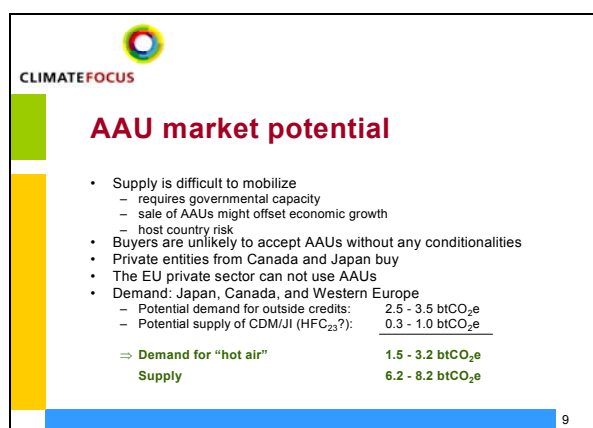 CLIMATEFOCUS
AAU market potential
• Supply is difficult to mobilize
– requires governmental capacity
– sale of AAUs might offset economic growth
– host country risk
• Buyers are unlikely to accept AAUs without any conditionalities
• Private entities from Canada and Japan buy
• The EU private sector can not use AAUs
• Demand: Japan, Canada, and Western Europe
– Potential demand for outside credits: 2.5 - 3.5 btCO₂e
– Potential supply of CDM/JI (HFC₂₃?): 0.3 - 1.0 btCO₂e
⇒ Demand for “hot air” 1.5 - 3.2 btCO₂e
Supply 6.2 - 8.2 btCO₂e
9